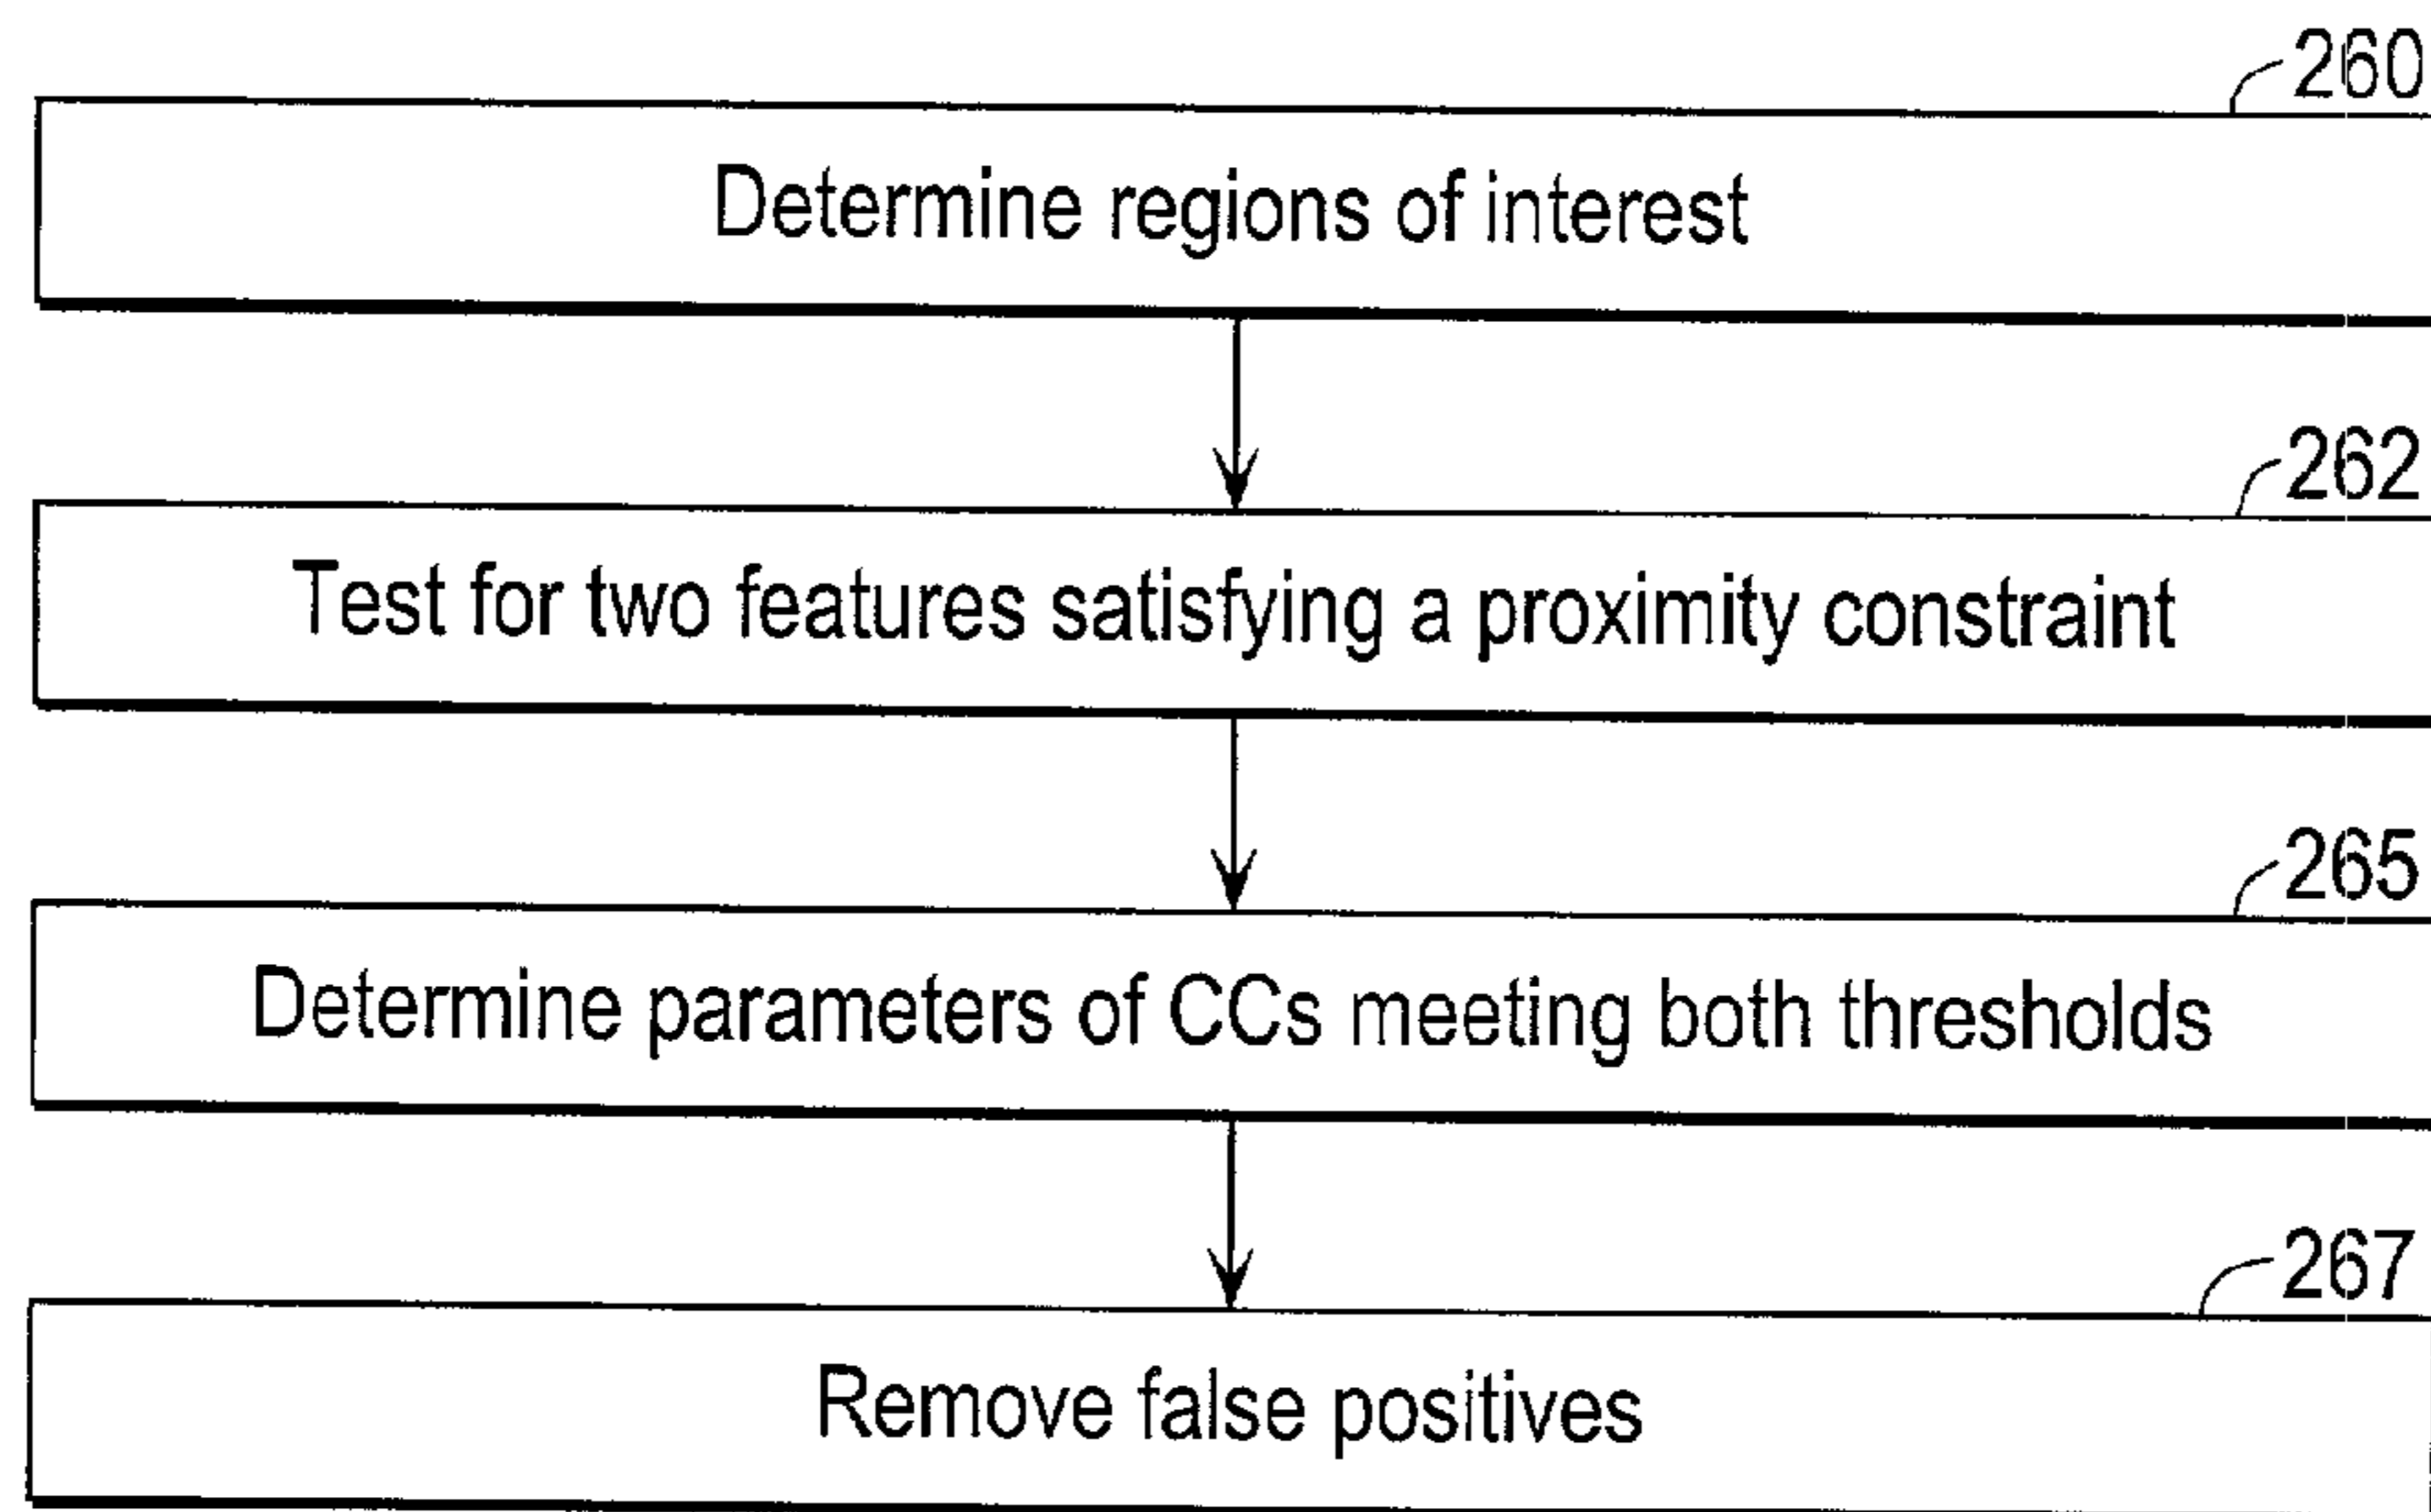 260
Determine regions of interest
262
Test for two features satisfying a proximity constraint
265
Determine parameters of CCs meeting both thresholds
267
Remove false positives